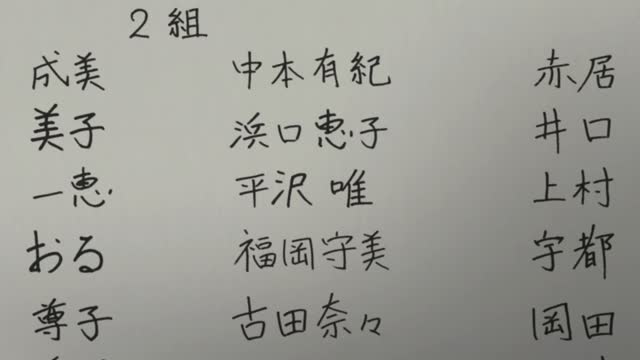 2組
成美 中本有紀 赤居
美子 浜口恵子 井口
一恵 平沢唯 上村
おる 福岡守美 宇都
尊子 古田奈々 岡田